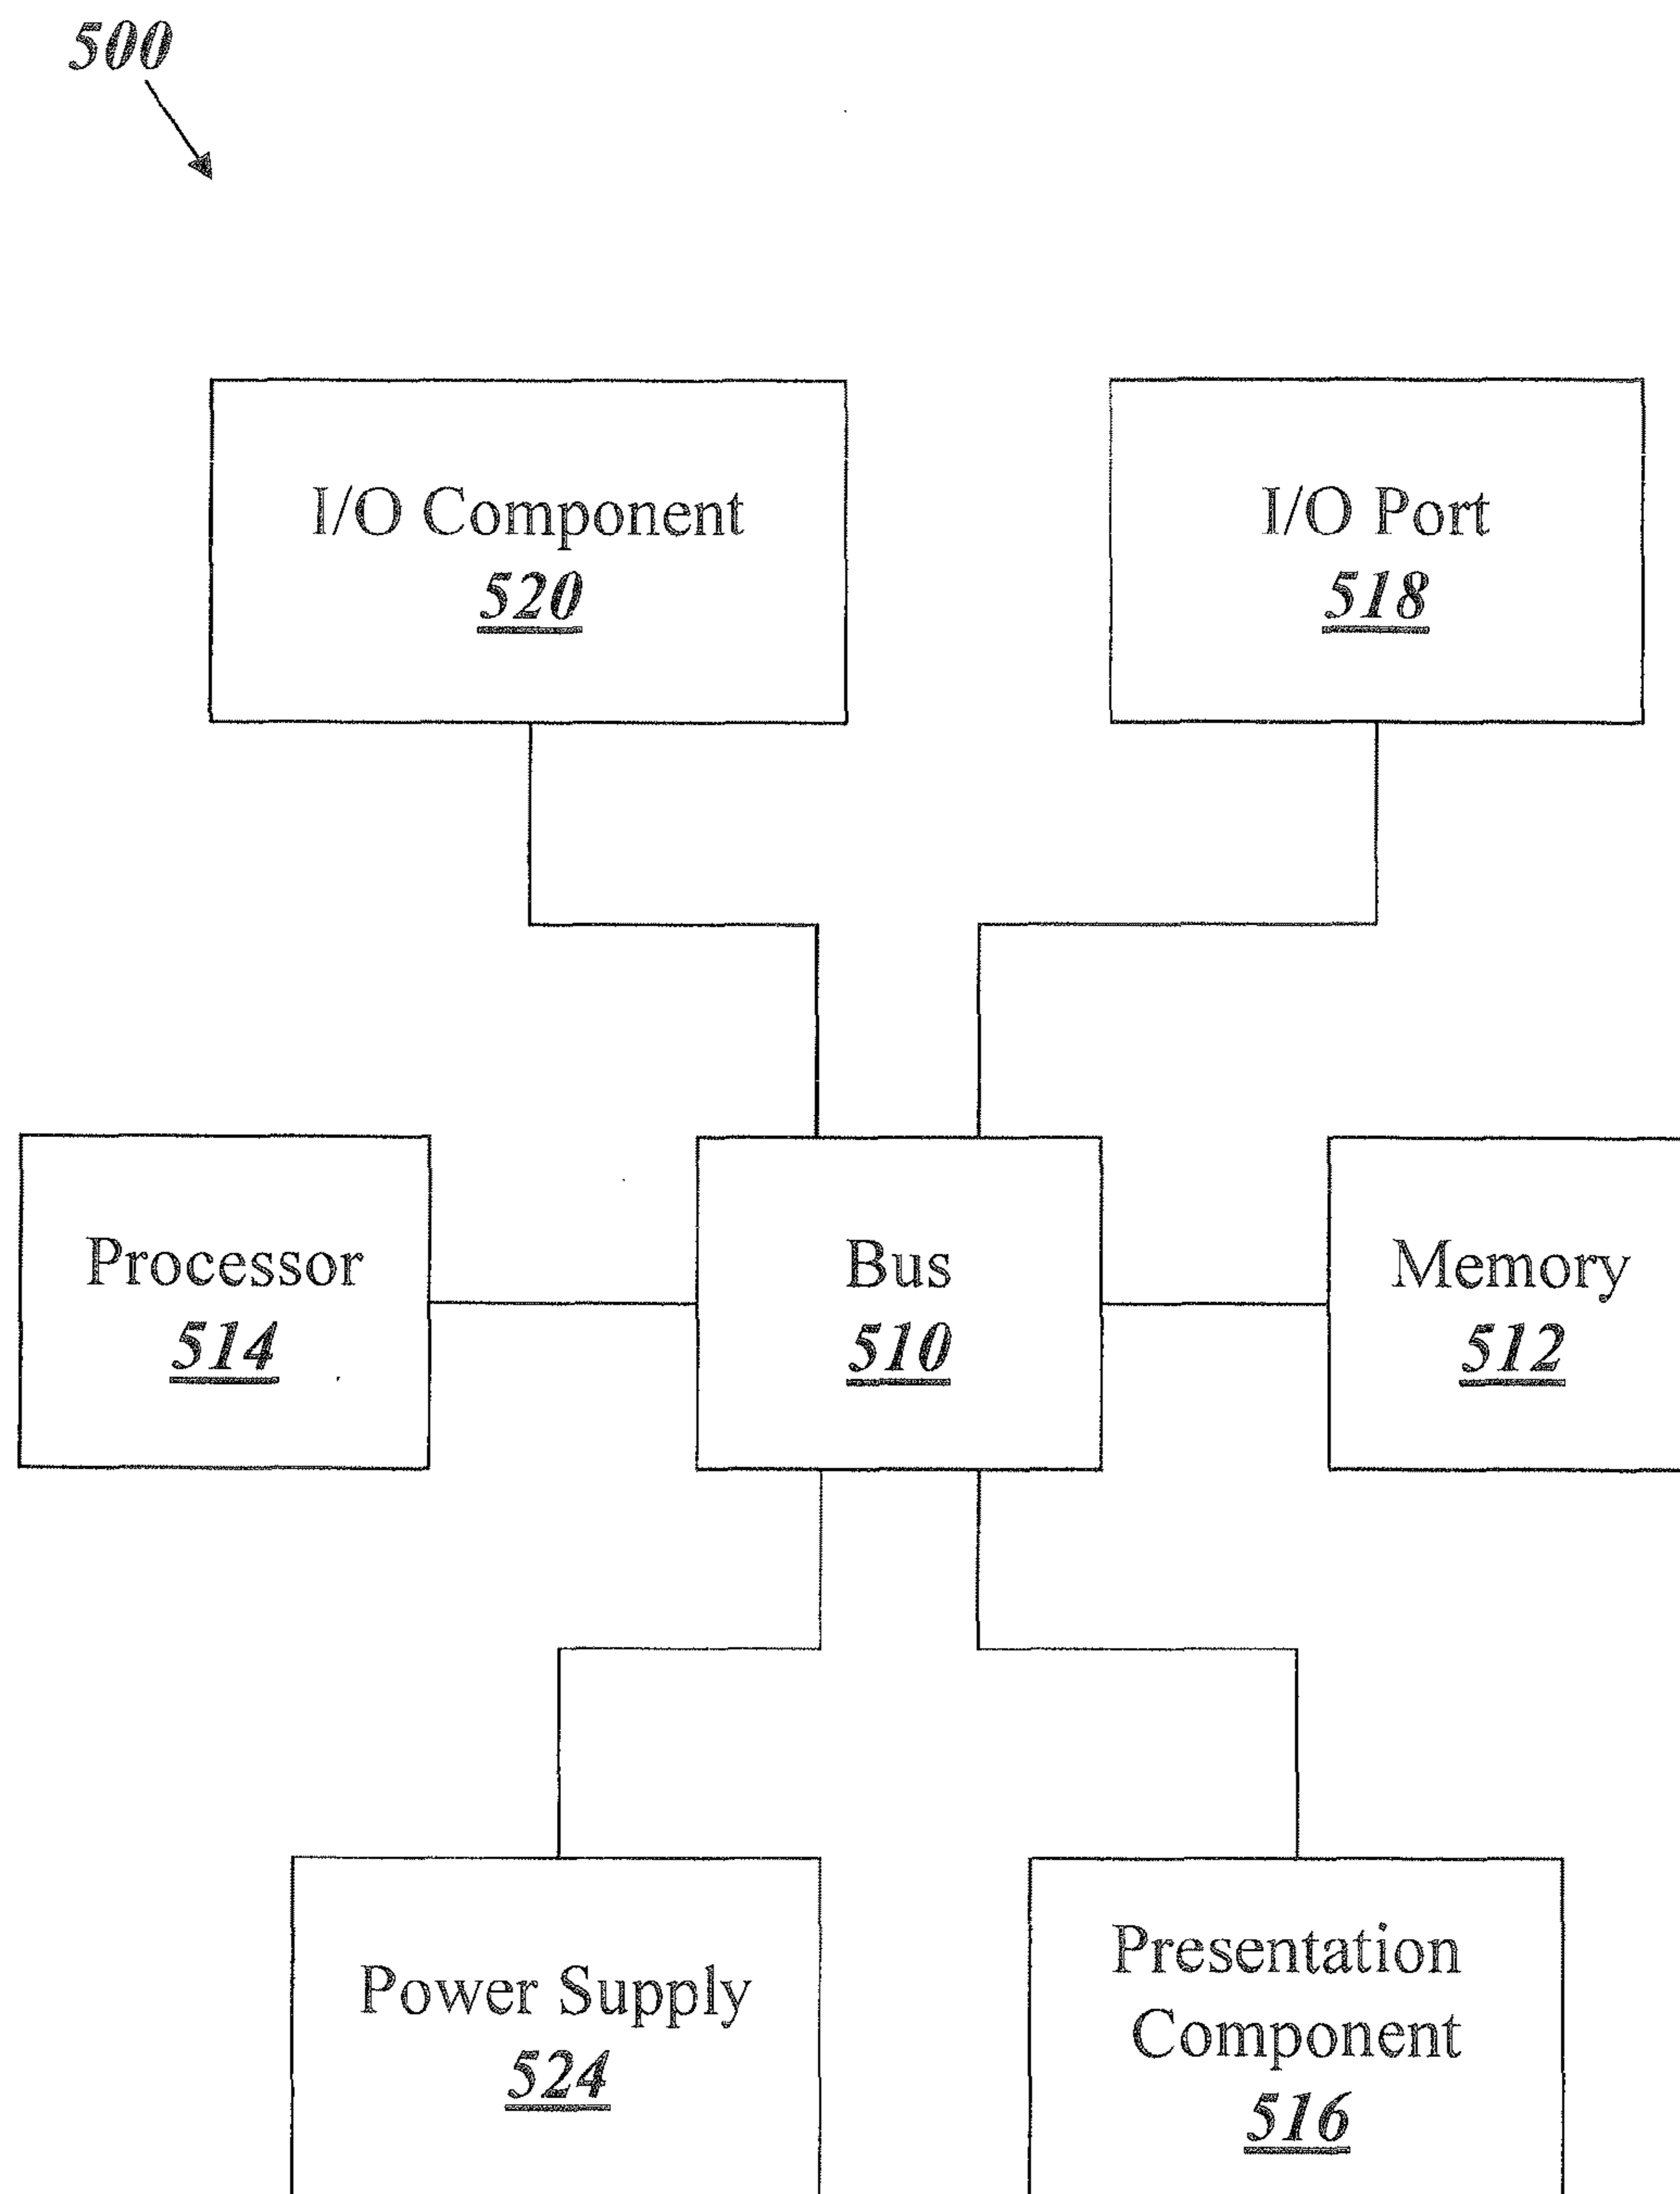 500
I/O Component
520
I/O Port
518
Processor
514
Bus
510
Memory
512
Power Supply
524
Presentation
Component
516